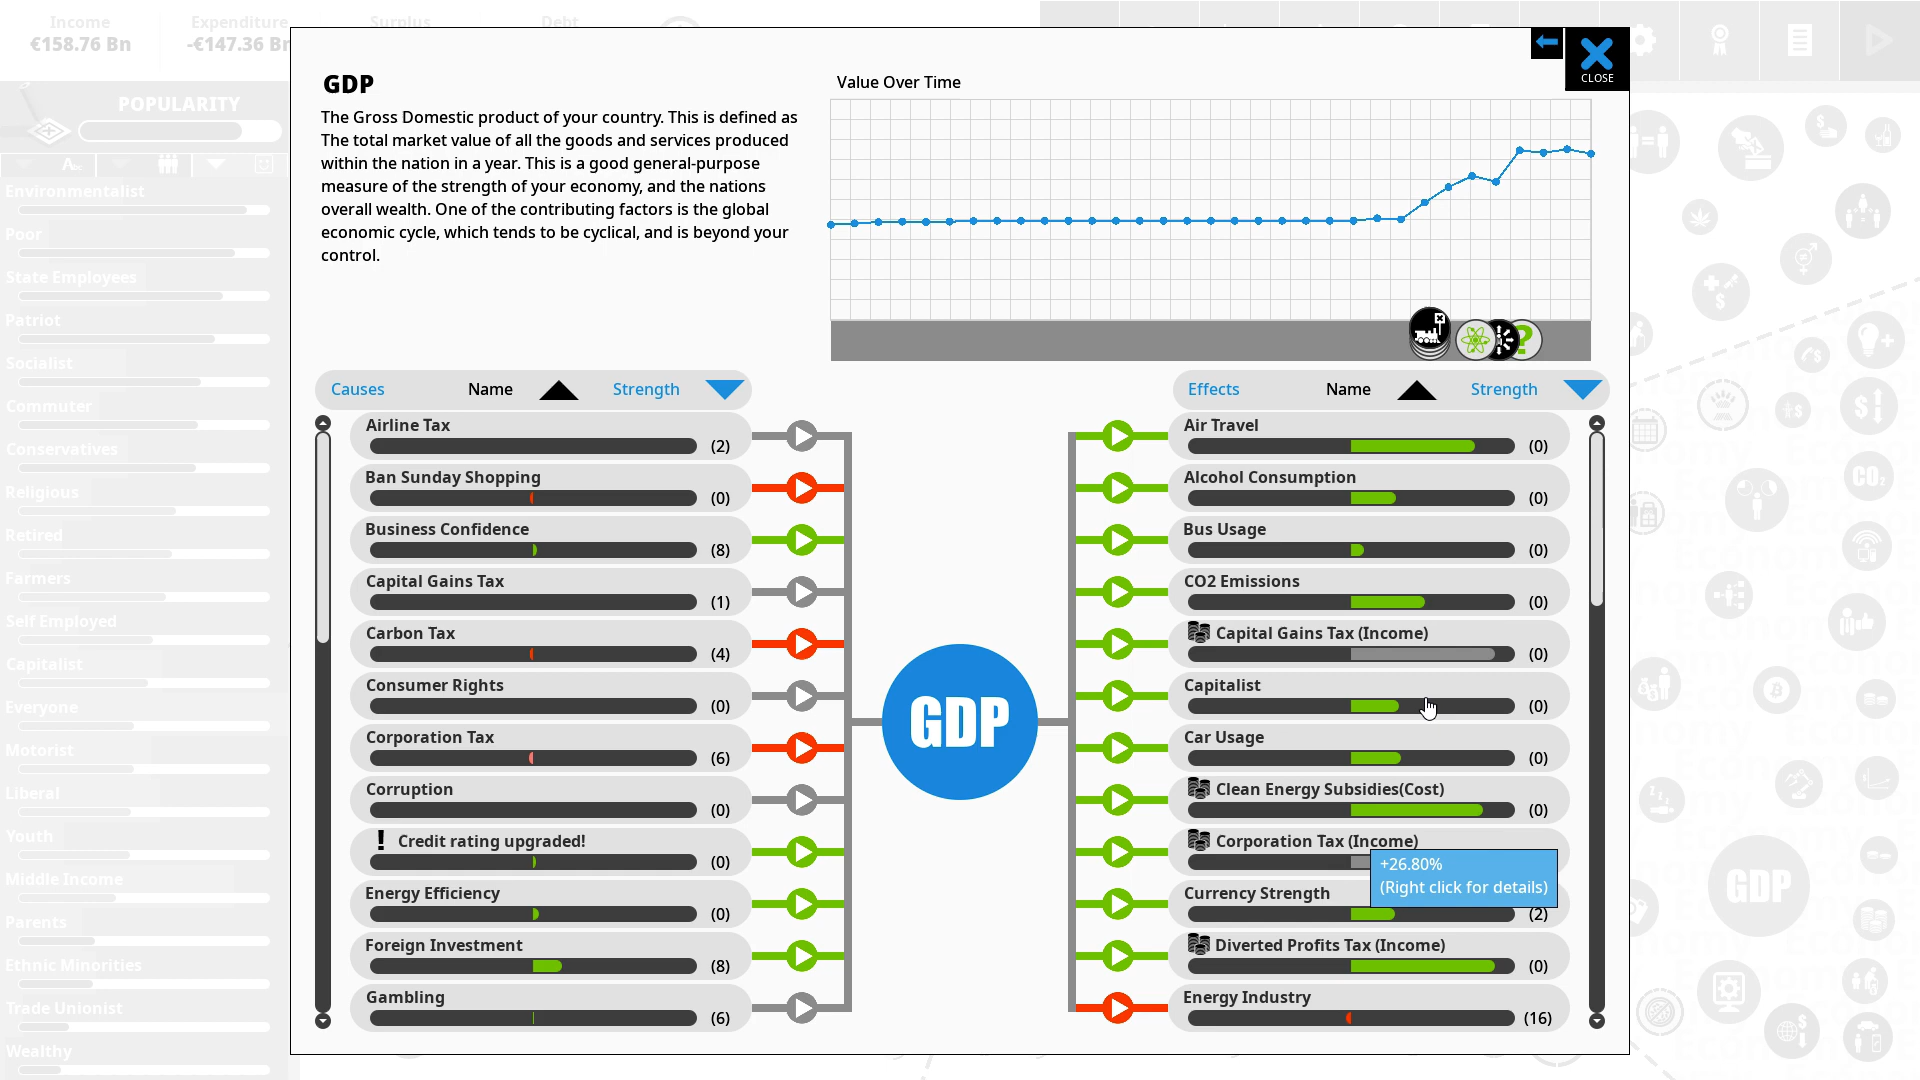 Income
Expenditure
Surplus
Debt
€158.76 Bn
-€147.36 Bn
POPULARITY
Environmentalist
Poor
State Employees
Patriot
Socialist
Commuter
Conservatives
Religious
Retired
Farmers
Self Employed
Capitalist
Everyone
Motorist
Liberal
Youth
Middle Income
Parents
Ethnic Minorities
Trade Unionist
Wealthy
CLOSE
GDP
The Gross Domestic product of your country. This is defined as
The total market value of all the goods and services produced
within the nation in a year. This is a good general-purpose
measure of the strength of your economy, and the nations
overall wealth. One of the contributing factors is the global
economic cycle, which tends to be cyclical, and is beyond your
control.
Value Over Time
Causes Name Strength
Airline Tax
(2)
Ban Sunday Shopping
(0)
Business Confidence
(8)
Capital Gains Tax
(1)
Carbon Tax
(4)
Consumer Rights
(0)
Corporation Tax
(6)
Corruption
(0)
! Credit rating upgraded!
(0)
Energy Efficiency
(0)
Foreign Investment
(8)
Gambling
(6)
GDP
Effects Name Strength
Air Travel
(0)
Alcohol Consumption
(0)
Bus Usage
(0)
CO2 Emissions
(0)
Capital Gains Tax (Income)
(0)
Capitalist
(0)
Car Usage
(0)
Clean Energy Subsidies(Cost)
(0)
Corporation Tax (Income)
+26.80%
(Right click for details)
Currency Strength
(2)
Diverted Profits Tax (Income)
(0)
Energy Industry
(16)
CO₂
GDP